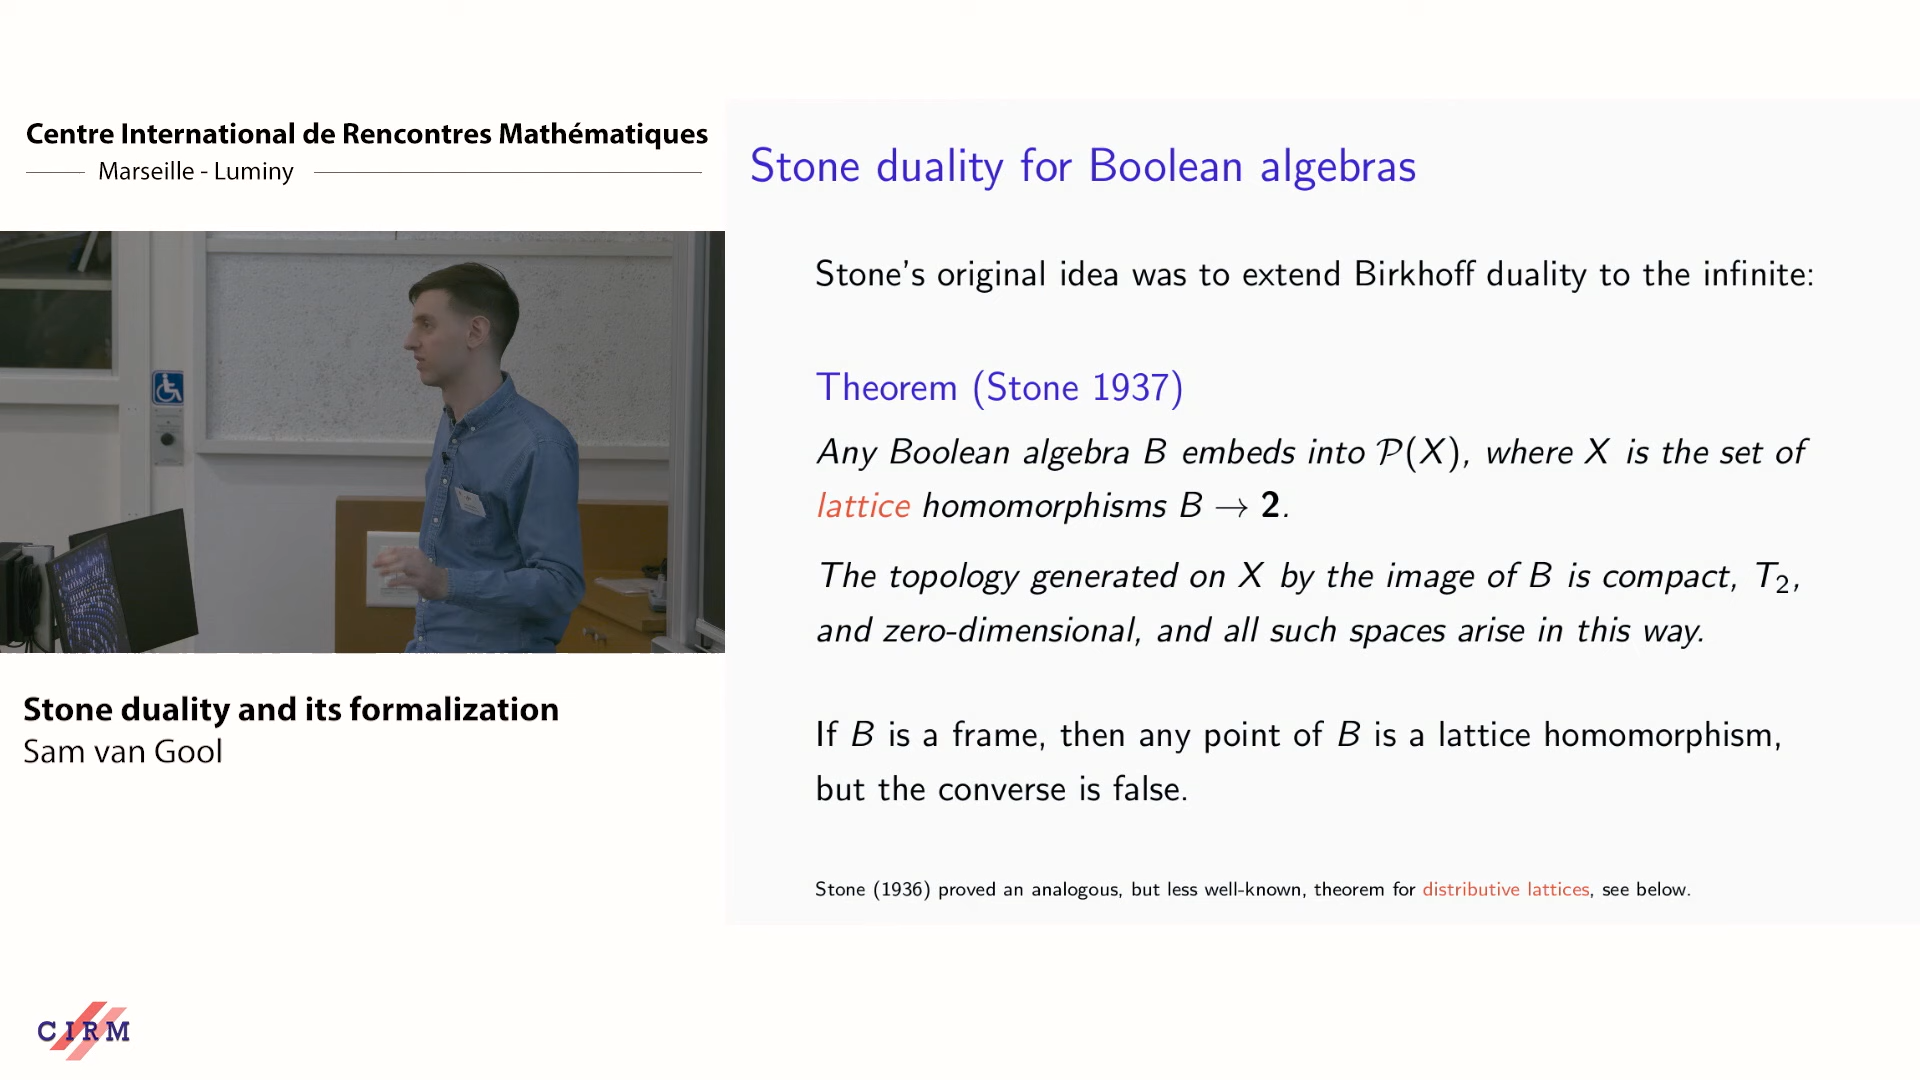 Centre International de Rencontres Mathématiques
Marseille - Luminy
Stone duality and its formalization
Sam van Gool
CIRM
Stone duality for Boolean algebras
Stone's original idea was to extend Birkhoff duality to the infinite:
Theorem (Stone 1937)
Any Boolean algebra B embeds into 𝒫(X), where X is the set of
lattice homomorphisms B → 2.
The topology generated on X by the image of B is compact, T₂,
and zero-dimensional, and all such spaces arise in this way.
If B is a frame, then any point of B is a lattice homomorphism,
but the converse is false.
Stone (1936) proved an analogous, but less well-known, theorem for distributive lattices, see below.